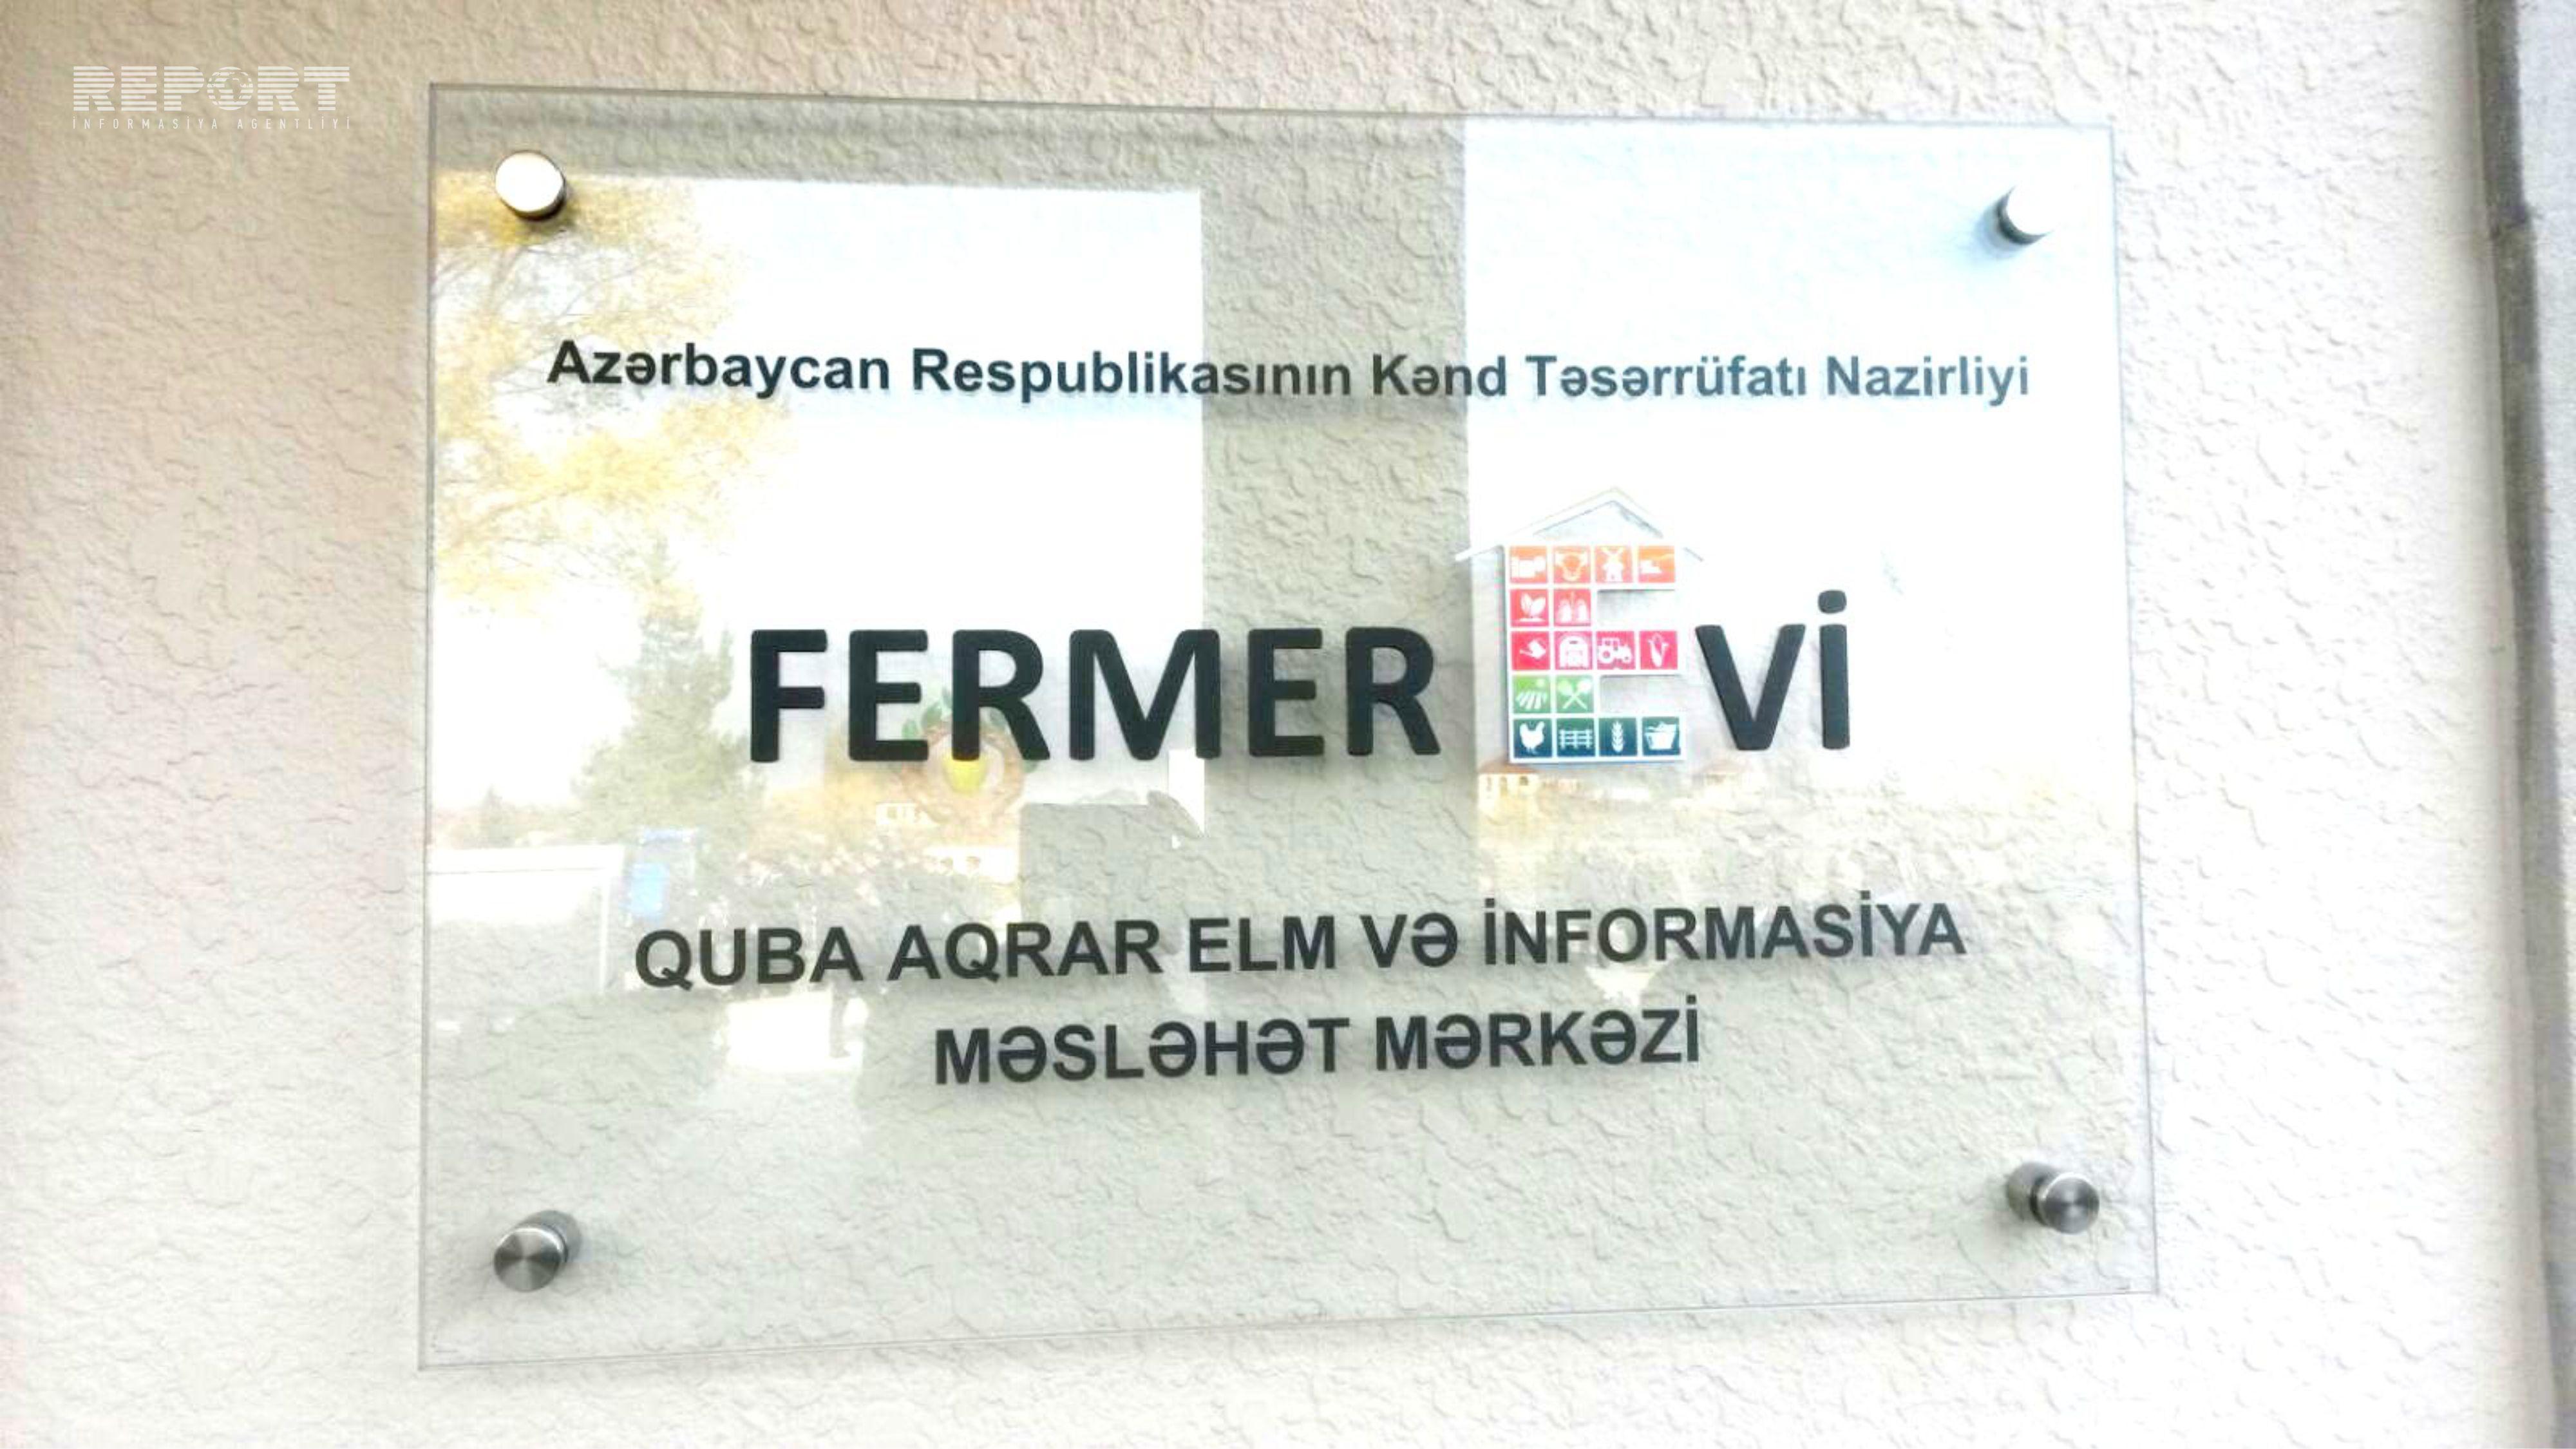 REPORT
İNFORMASİYA AGENTLİYİ
Azərbaycan Respublikasının Kənd Təsərrüfatı Nazirliyi
FERMER EVİ
QUBA AQRAR ELM VƏ İNFORMASİYA
MƏSLƏHƏT MƏRKƏZİ